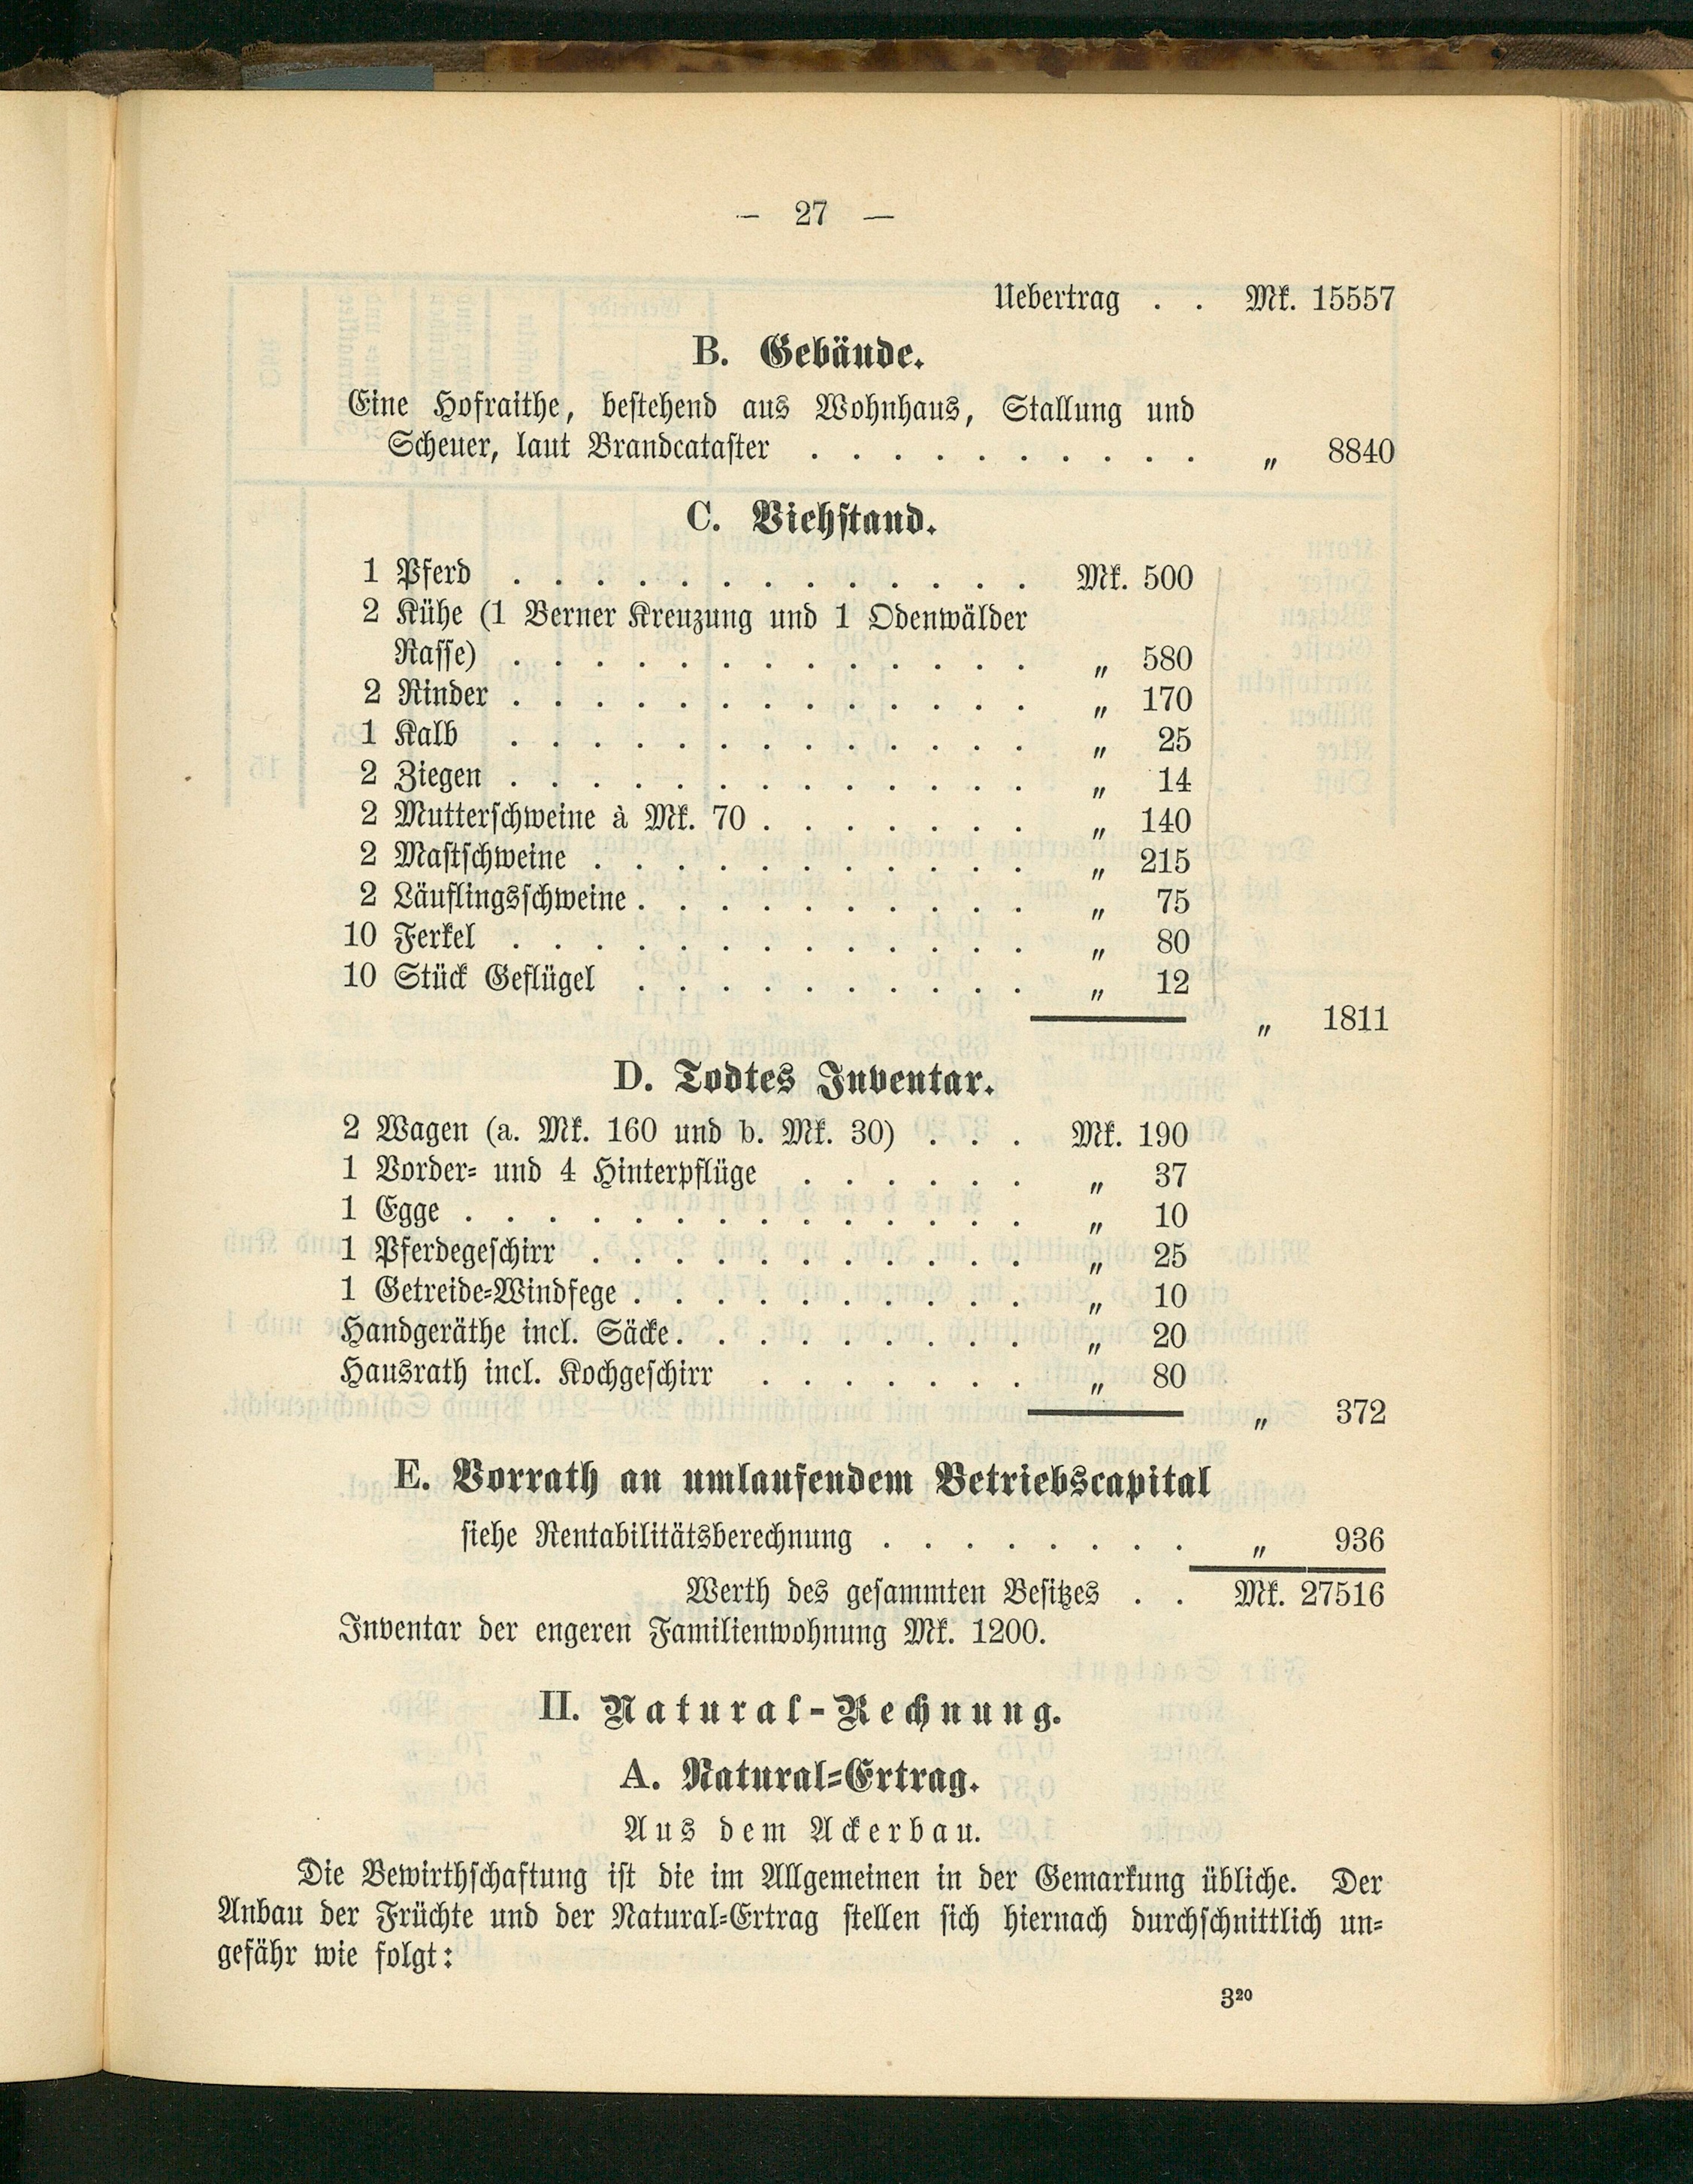 — 27 —
Uebertrag . . Mk. 15557
B. Gebäude.
Eine Hofraithe, bestehend aus Wohnhaus, Stallung und
Scheuer, laut Brandcataster . . . . . . . . . . „ 8840
C. Viehstand.
1 Pferd . . . . . . . . . . . . . Mk. 500
2 Kühe (1 Berner Kreuzung und 1 Odenwälder
Rasse) . . . . . . . . . . . . . „ 580
2 Rinder . . . . . . . . . . . . . „ 170
1 Kalb . . . . . . . . . . . . . „ 25
2 Ziegen . . . . . . . . . . . . . „ 14
2 Mutterschweine à Mk. 70 . . . . . . . „ 140
2 Mastschweine . . . . . . . . . . . „ 215
2 Läuflingsschweine . . . . . . . . . . „ 75
10 Ferkel . . . . . . . . . . . . . „ 80
10 Stück Geflügel . . . . . . . . . . „ 12
„ 1811
D. Todtes Inventar.
2 Wagen (a. Mk. 160 und b. Mk. 30) . . . Mk. 190
1 Vorder- und 4 Hinterpflüge . . . . . . „ 37
1 Egge . . . . . . . . . . . . . . „ 10
1 Pferdegeschirr . . . . . . . . . . . „ 25
1 Getreide-Windfege . . . . . . . . . . „ 10
Handgeräthe incl. Säcke . . . . . . . . . „ 20
Hausrath incl. Kochgeschirr . . . . . . . „ 80
„ 372
E. Vorrath an umlaufendem Betriebscapital
siehe Rentabilitätsberechnung . . . . . . . . „ 936
Werth des gesammten Besitzes . . Mk. 27516
Inventar der engeren Familienwohnung Mk. 1200.
II. Natural-Rechnung.
A. Natural-Ertrag.
Aus dem Ackerbau.
Die Bewirthschaftung ist die im Allgemeinen in der Gemarkung übliche. Der
Anbau der Früchte und der Natural-Ertrag stellen sich hiernach durchschnittlich un-
gefähr wie folgt:
3²⁰